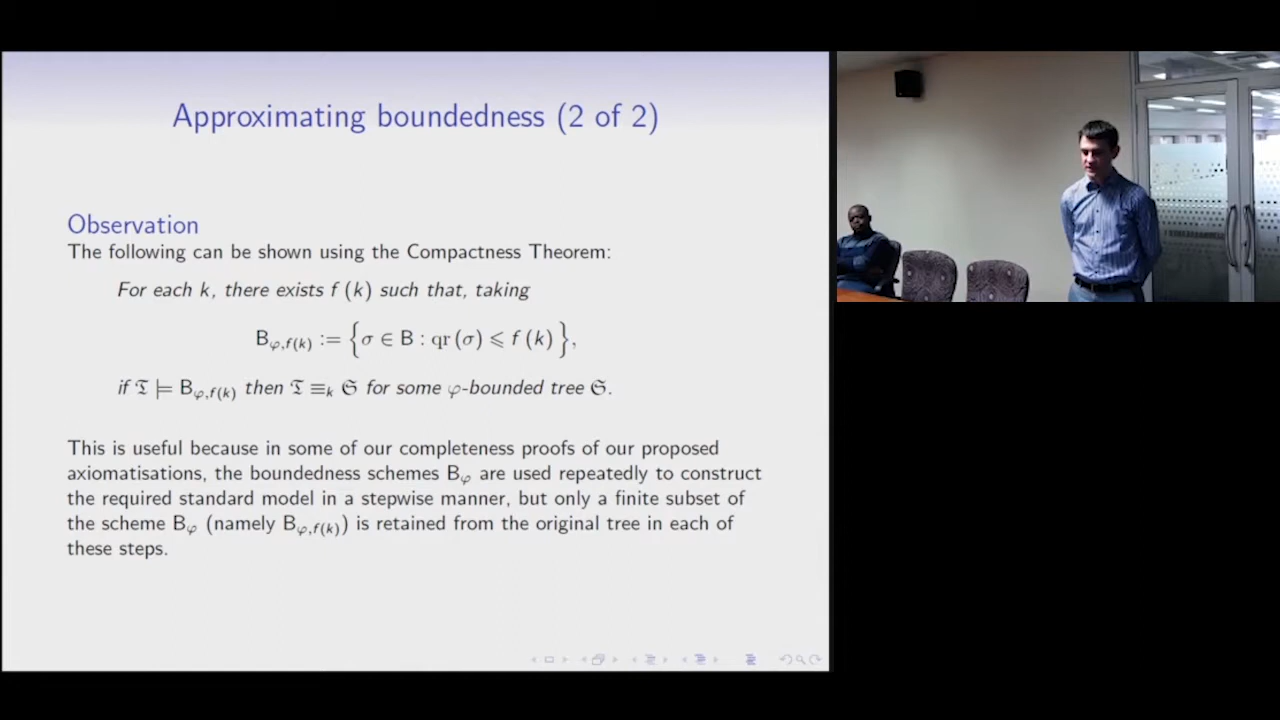 Approximating boundedness (2 of 2)
Observation
The following can be shown using the Compactness Theorem:
For each k, there exists f (k) such that, taking
B_{φ,f(k)} := {σ ∈ B : qr (σ) ⩽ f (k)},
if 𝔗 ⊨ B_{φ,f(k)} then 𝔗 ≡_k 𝔖 for some φ-bounded tree 𝔖.
This is useful because in some of our completeness proofs of our proposed
axiomatisations, the boundedness schemes B_φ are used repeatedly to construct
the required standard model in a stepwise manner, but only a finite subset of
the scheme B_φ (namely B_{φ,f(k)}) is retained from the original tree in each of
these steps.